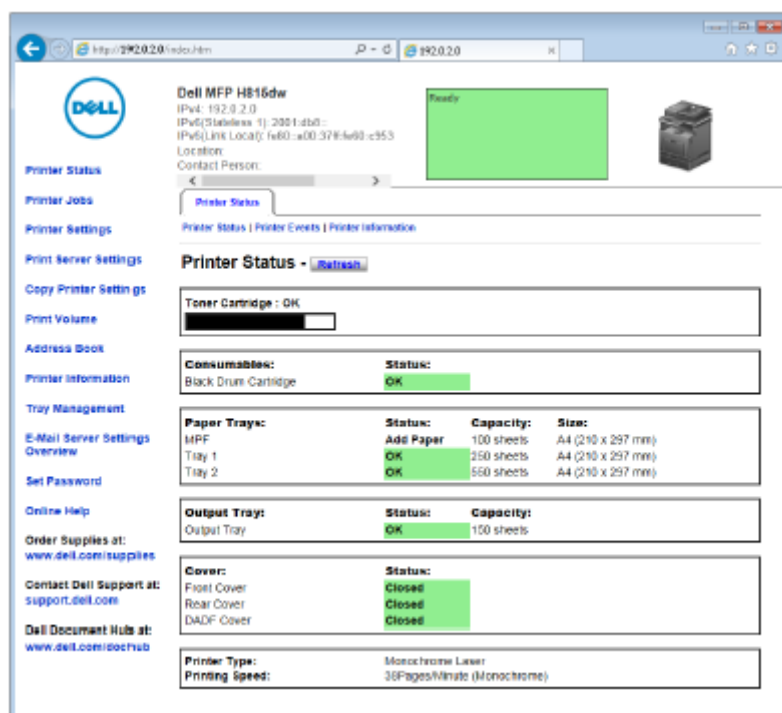 http://192.0.2.0/index.htm
192.0.2.0
DELL
Dell MFP H815dw
IPv4: 192.0.2.0
IPv6(Stateless 1): 2001:db8::
IPv6(Link Local): fe80::a00:37ff:fe60:c953
Location:
Contact Person:
Ready
Printer Status
Printer Jobs
Printer Settings
Print Server Settings
Copy Printer Settings
Print Volume
Address Book
Printer Information
Tray Management
E-Mail Server Settings
Overview
Set Password
Online Help
Order Supplies at:
www.dell.com/supplies
Contact Dell Support at:
support.dell.com
Dell Document Hub at:
www.dell.com/dochub
Printer Status
Printer Status | Printer Events | Printer Information
Printer Status - Refresh
Toner Cartridge : OK
Consumables: Status:
Black Drum Cartridge OK
Paper Trays: Status: Capacity: Size:
MPF Add Paper 100 sheets A4 (210 x 297 mm)
Tray 1 OK 250 sheets A4 (210 x 297 mm)
Tray 2 OK 550 sheets A4 (210 x 297 mm)
Output Tray: Status: Capacity:
Output Tray OK 150 sheets
Cover: Status:
Front Cover Closed
Rear Cover Closed
DADF Cover Closed
Printer Type: Monochrome Laser
Printing Speed: 38Pages/Minute (Monochrome)